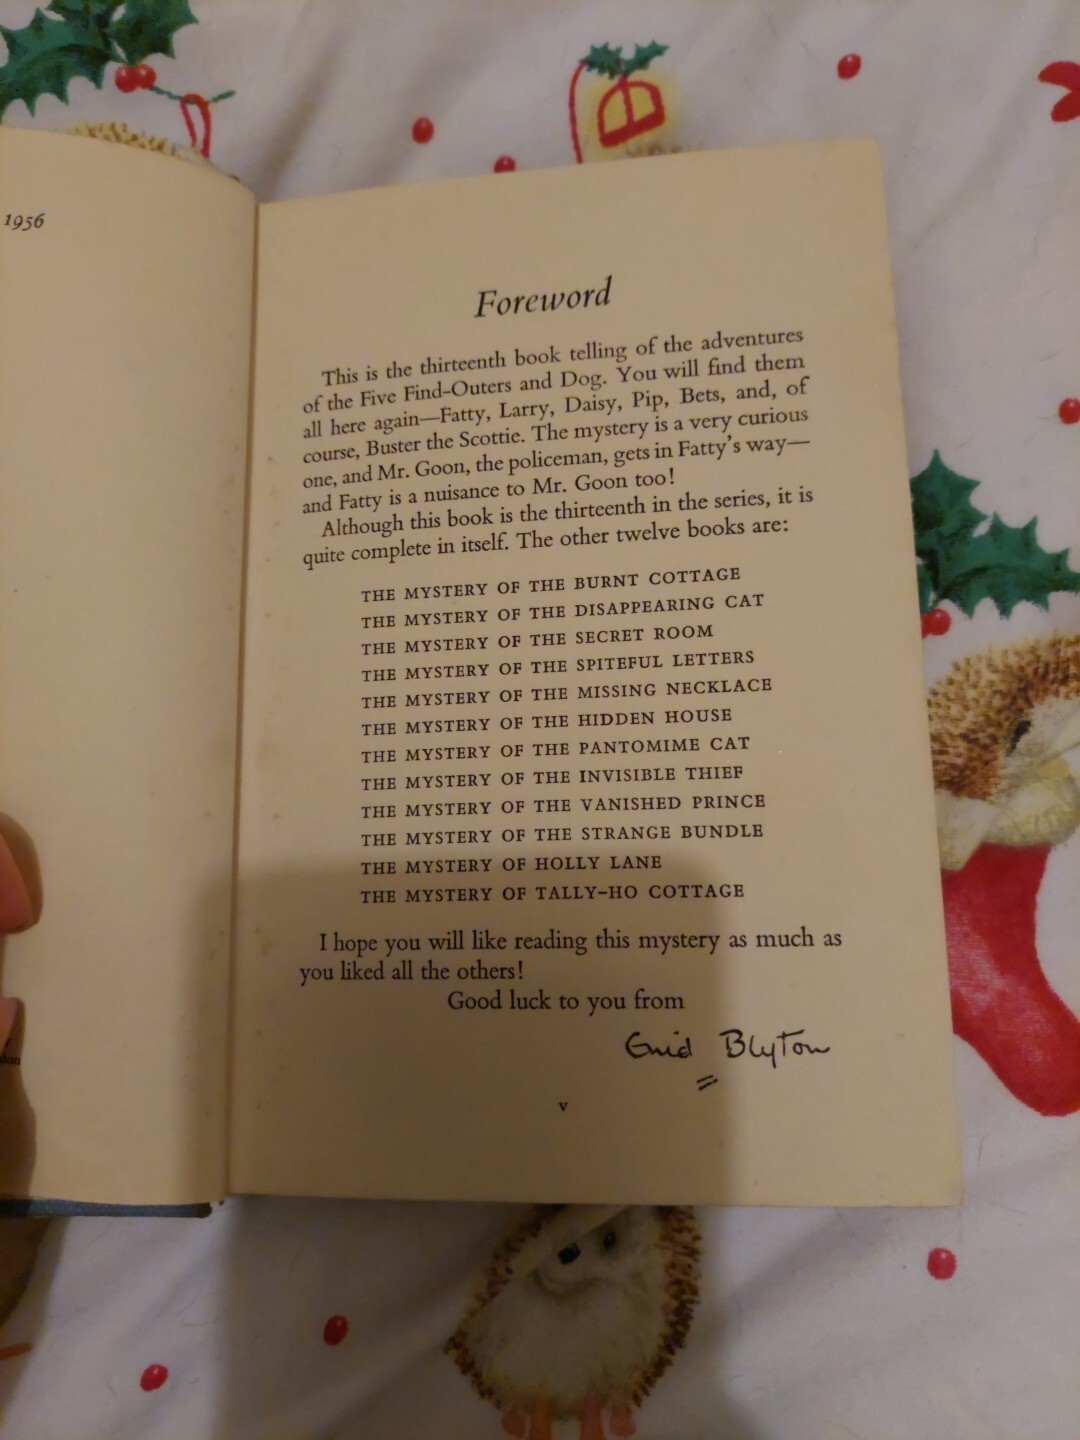 1956
Foreword
This is the thirteenth book telling of the adventures
of the Five Find-Outers and Dog. You will find them
all here again—Fatty, Larry, Daisy, Pip, Bets, and, of
course, Buster the Scottie. The mystery is a very curious
one, and Mr. Goon, the policeman, gets in Fatty's way—
and Fatty is a nuisance to Mr. Goon too!
Although this book is the thirteenth in the series, it is
quite complete in itself. The other twelve books are:
THE MYSTERY OF THE BURNT COTTAGE
THE MYSTERY OF THE DISAPPEARING CAT
THE MYSTERY OF THE SECRET ROOM
THE MYSTERY OF THE SPITEFUL LETTERS
THE MYSTERY OF THE MISSING NECKLACE
THE MYSTERY OF THE HIDDEN HOUSE
THE MYSTERY OF THE PANTOMIME CAT
THE MYSTERY OF THE INVISIBLE THIEF
THE MYSTERY OF THE VANISHED PRINCE
THE MYSTERY OF THE STRANGE BUNDLE
THE MYSTERY OF HOLLY LANE
THE MYSTERY OF TALLY-HO COTTAGE
I hope you will like reading this mystery as much as
you liked all the others!
Good luck to you from
Enid Blyton
v